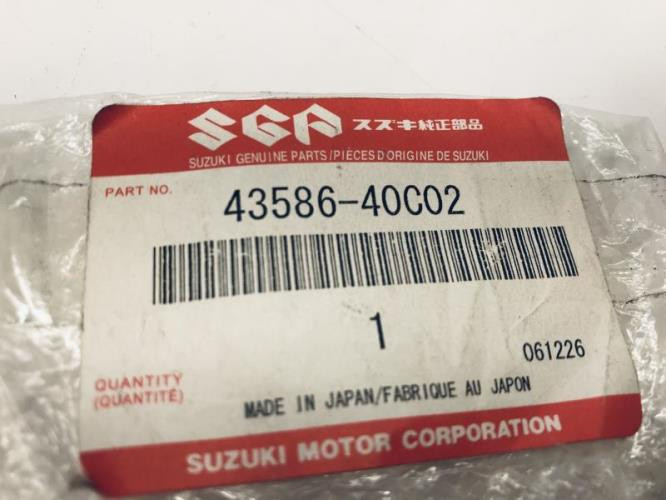 SGP スズキ純正部品
SUZUKI GENUINE PARTS/PIÈCES D'ORIGINE DE SUZUKI
PART NO. 43586-40C02
1
061226
QUANTITY
(QUANTITÉ)
MADE IN JAPAN/FABRIQUE AU JAPON
SUZUKI MOTOR CORPORATION